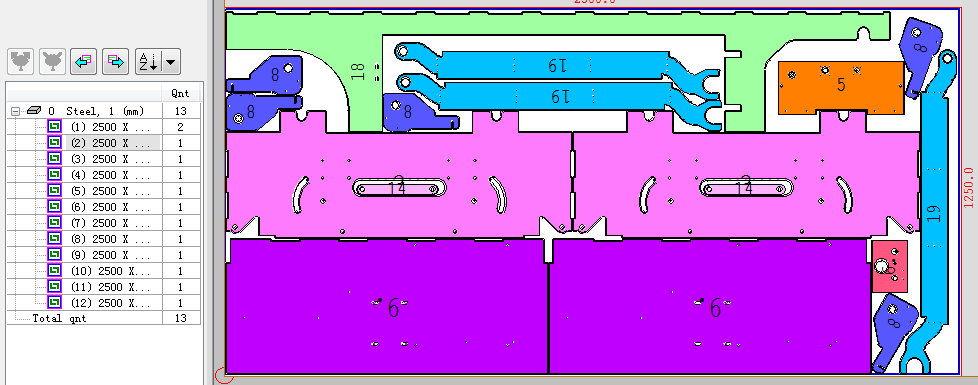 2500.0
Qnt
0 Steel, 1 (mm) 13
(1) 2500 X ... 2
(2) 2500 X ... 1
(3) 2500 X ... 1
(4) 2500 X ... 1
(5) 2500 X ... 1
(6) 2500 X ... 1
(7) 2500 X ... 1
(8) 2500 X ... 1
(9) 2500 X ... 1
(10) 2500 X... 1
(11) 2500 X... 1
(12) 2500 X... 1
Total qnt 13
A
Z
8
8
8
18
19
19
5
8
14
14
19
1250.0
6
6
8